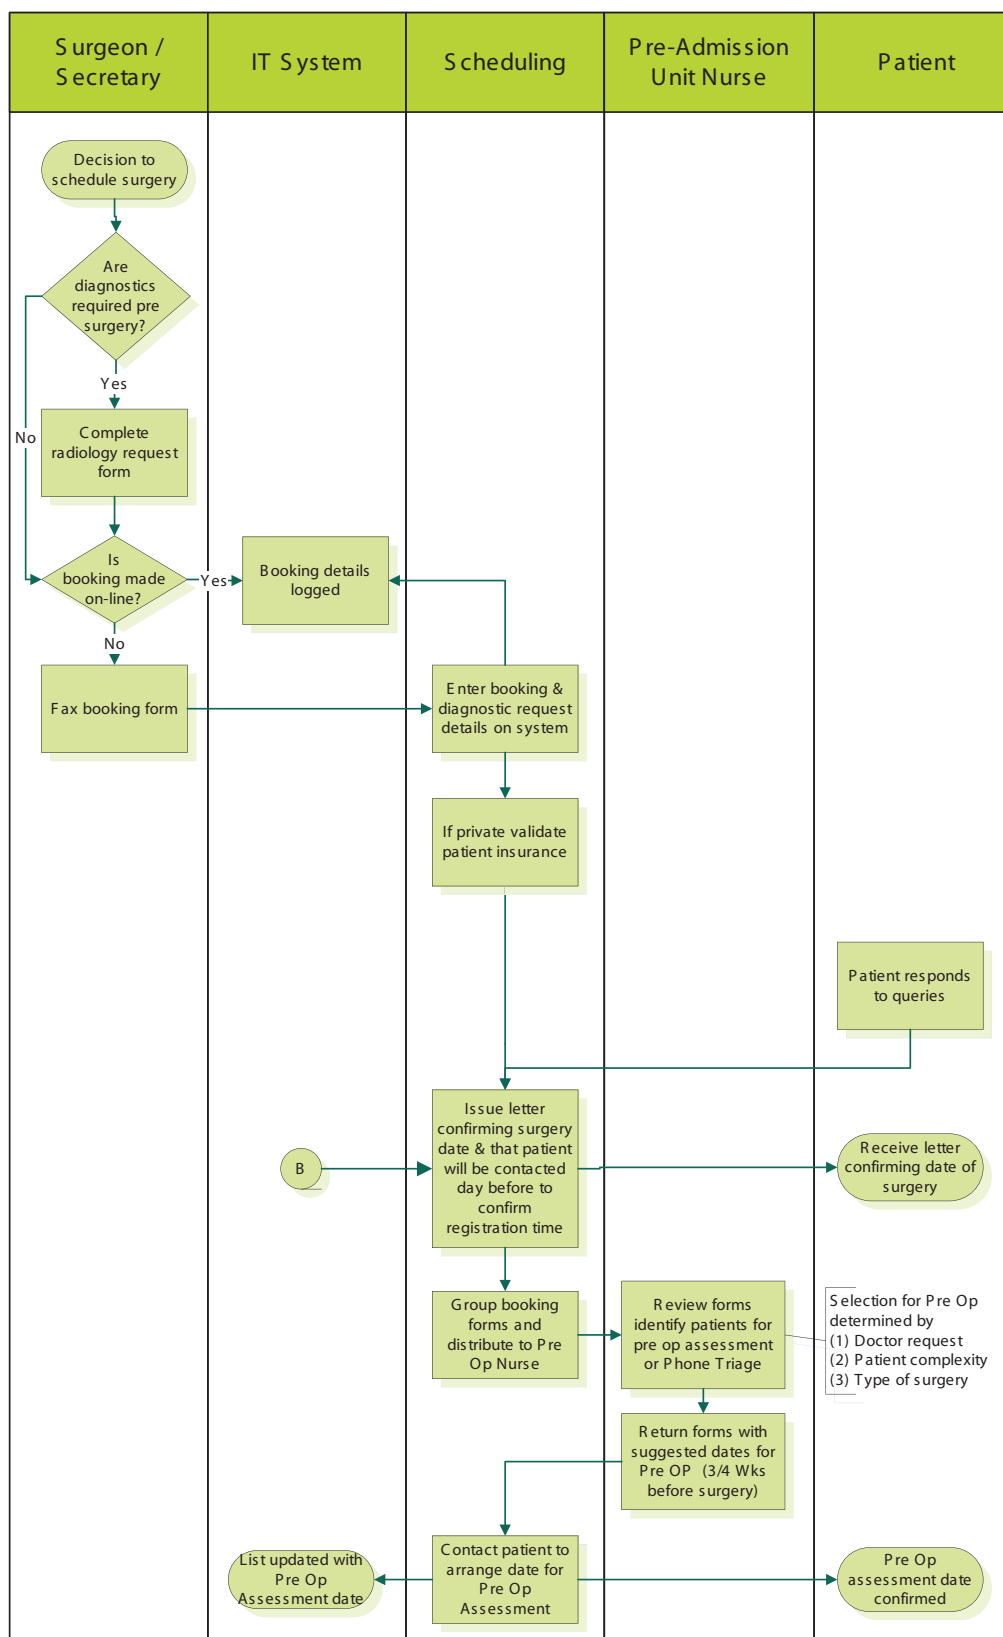 Surgeon /
Secretary
IT System
Scheduling
Pre-Admission
Unit Nurse
Patient
Decision to
schedule surgery
Are
diagnostics
required pre
surgery?
Yes
No
Complete
radiology request
form
Is
booking made
on-line?
Yes
Booking details
logged
No
Fax booking form
Enter booking &
diagnostic request
details on system
If private validate
patient insurance
Patient responds
to queries
Issue letter
confirming surgery
date & that patient
will be contacted
day before to
confirm
registration time
B
Receive letter
confirming date of
surgery
Group booking
forms and
distribute to Pre
Op Nurse
Review forms
identify patients for
pre op assessment
or Phone Triage
Selection for Pre Op
determined by
(1) Doctor request
(2) Patient complexity
(3) Type of surgery
Return forms with
suggested dates for
Pre OP (3/4 Wks
before surgery)
List updated with
Pre Op
Assessment date
Contact patient to
arrange date for
Pre Op
Assessment
Pre Op
assessment date
confirmed